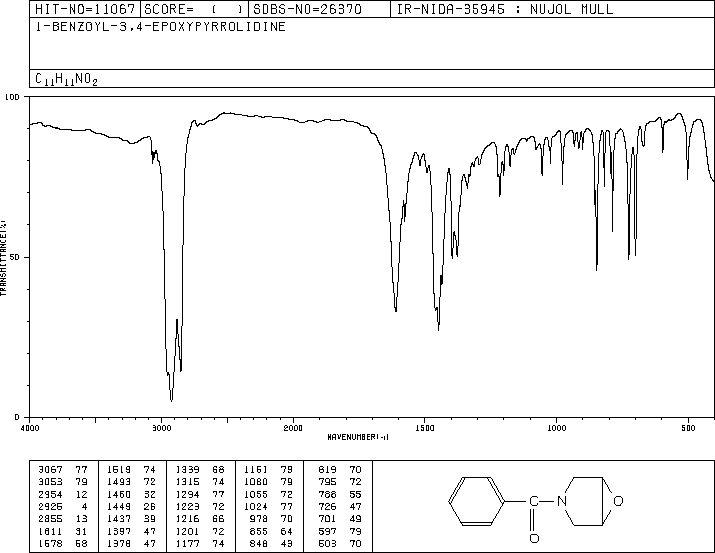 HIT-NO=11067 SCORE= ( ) SDBS-NO=26370 IR-NIDA-35945 : NUJOL MULL
1-BENZOYL-3,4-EPOXYPYRROLIDINE
C11H11NO2
100
50
0
TRANSMITTANCE(%)
4000 3000 2000 1500 1000 500
WAVENUMBER(-1)
3067 77 1519 74 1339 68 1161 79 819 70
3053 79 1493 72 1315 74 1080 79 795 72
2954 12 1460 32 1294 77 1055 72 788 55
2925 4 1449 26 1223 72 1024 77 726 47
2855 13 1437 39 1216 66 978 70 701 49
1611 31 1397 47 1201 72 855 64 597 79
1578 58 1378 47 1177 74 848 43 503 70
C N O
O